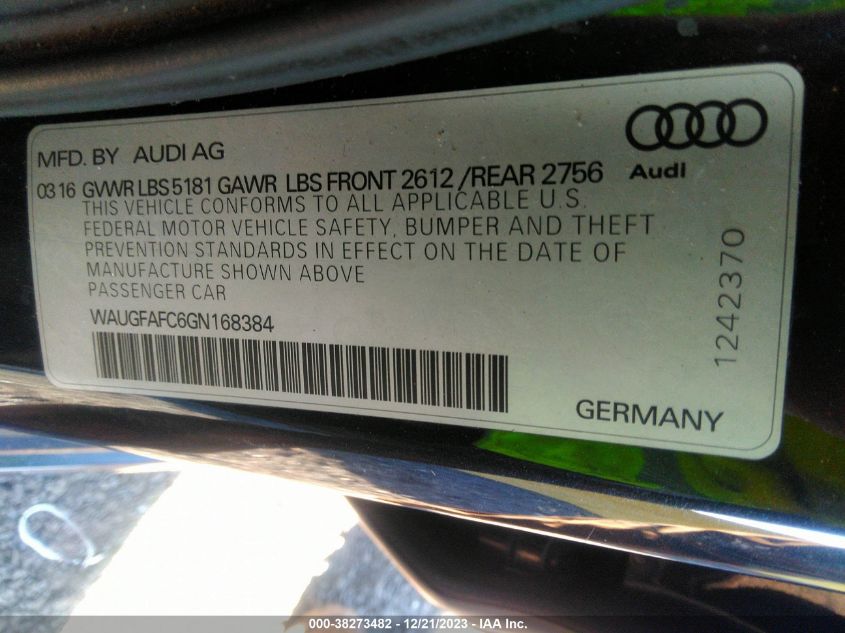 MFD. BY AUDI AG
Audi
03 16 GVWR LBS 5181 GAWR LBS FRONT 2612 / REAR 2756
THIS VEHICLE CONFORMS TO ALL APPLICABLE U.S.
FEDERAL MOTOR VEHICLE SAFETY, BUMPER AND THEFT
PREVENTION STANDARDS IN EFFECT ON THE DATE OF
MANUFACTURE SHOWN ABOVE
PASSENGER CAR
WAUGFAFC6GN168384
1242370
GERMANY
000-38273482 - 12/21/2023 - IAA Inc.